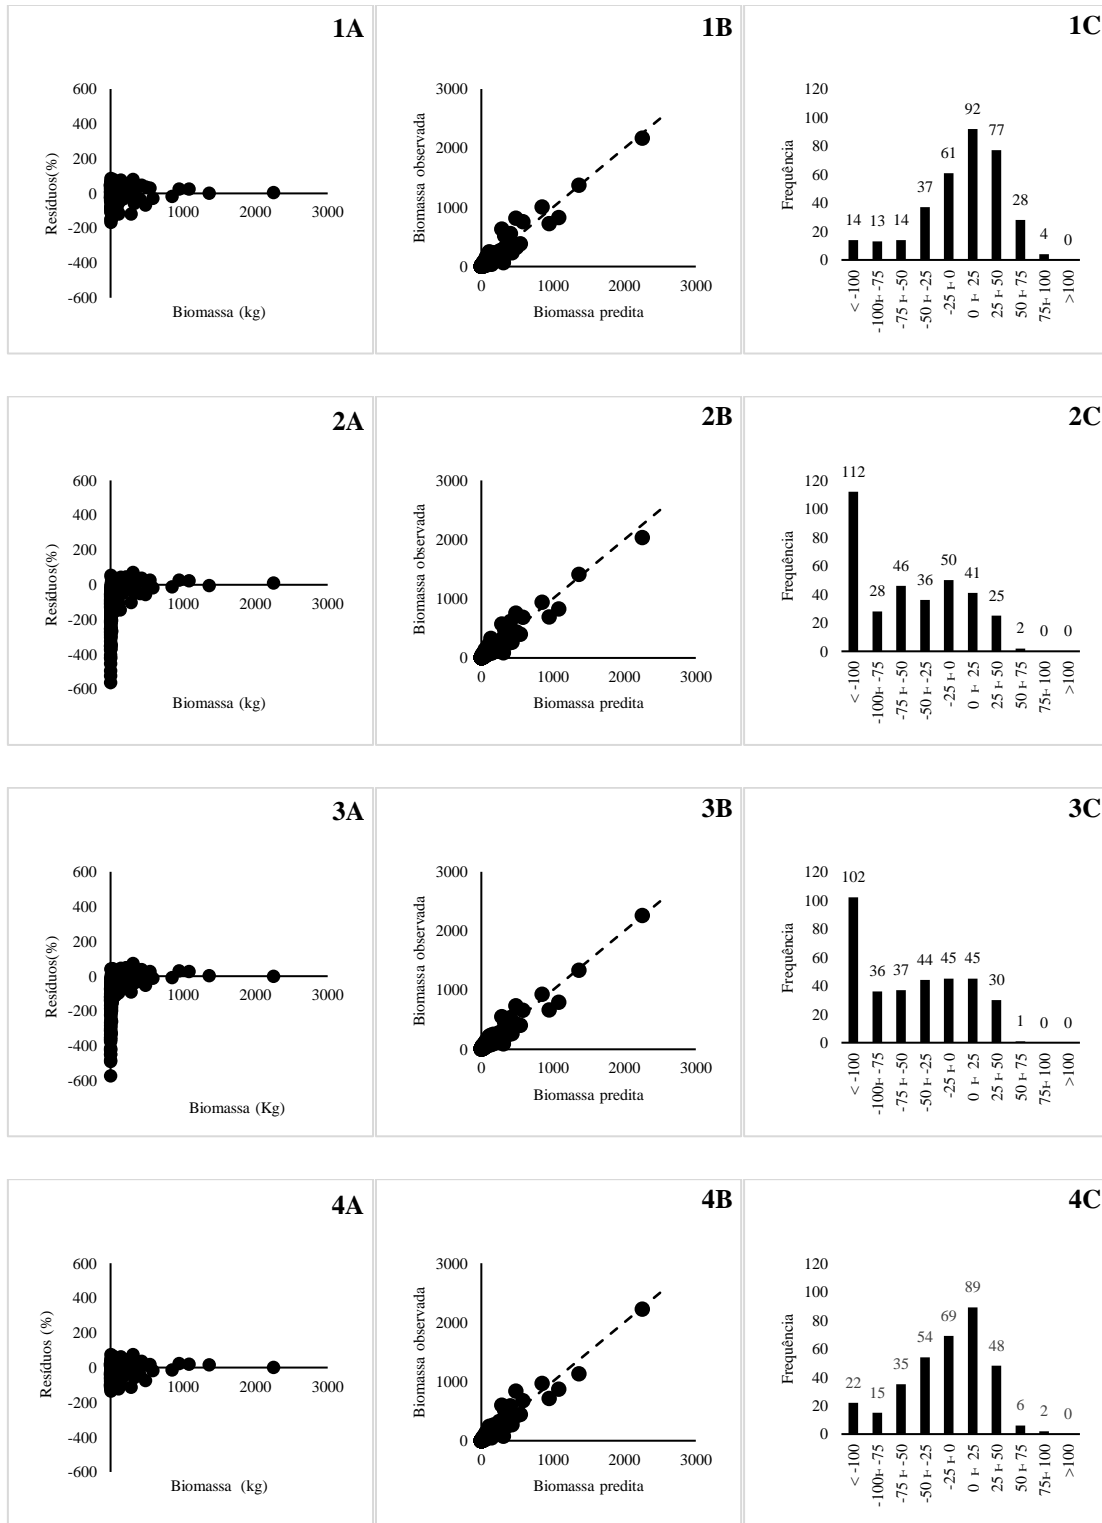 1A
600
400
200
0
-200
-400
-600
1000
2000
3000
Resíduos(%)
Biomassa (kg)
1B
3000
2000
1000
0
0
1000
2000
3000
Biomassa observada
Biomassa predita
1C
120
100
80
60
40
20
0
Frequência
14
13
14
37
61
92
77
28
4
0
< -100
-100ı- -75
-75 ı- -50
-50 ı- -25
-25 ı- 0
0 ı- 25
25 ı- 50
50 ı- 75
75ı- 100
>100
2A
600
400
200
0
-200
-400
-600
1000
2000
3000
Resíduos(%)
Biomassa (kg)
2B
3000
2000
1000
0
0
1000
2000
3000
Biomassa observada
Biomassa predita
2C
120
100
80
60
40
20
0
Frequência
112
28
46
36
50
41
25
2
0
0
< -100
-100ı- -75
-75 ı- -50
-50 ı- -25
-25 ı- 0
0 ı- 25
25 ı- 50
50 ı- 75
75ı- 100
>100
3A
600
400
200
0
-200
-400
-600
1000
2000
3000
Resíduos(%)
Biomassa (Kg)
3B
3000
2000
1000
0
0
1000
2000
3000
Biomassa observada
Biomassa predita
3C
120
100
80
60
40
20
0
Frequência
102
36
37
44
45
45
30
1
0
0
< -100
-100ı- -75
-75 ı- -50
-50 ı- -25
-25 ı- 0
0 ı- 25
25 ı- 50
50 ı- 75
75ı- 100
>100
4A
600
400
200
0
-200
-400
-600
1000
2000
3000
Resíduos (%)
Biomassa (kg)
4B
3000
2000
1000
0
0
1000
2000
3000
Biomassa observada
Biomassa predita
4C
120
100
80
60
40
20
0
Frequência
22
15
35
54
69
89
48
6
2
0
< -100
-100ı- -75
-75 ı- -50
-50 ı- -25
-25 ı- 0
0 ı- 25
25 ı- 50
50 ı- 75
75ı- 100
>100